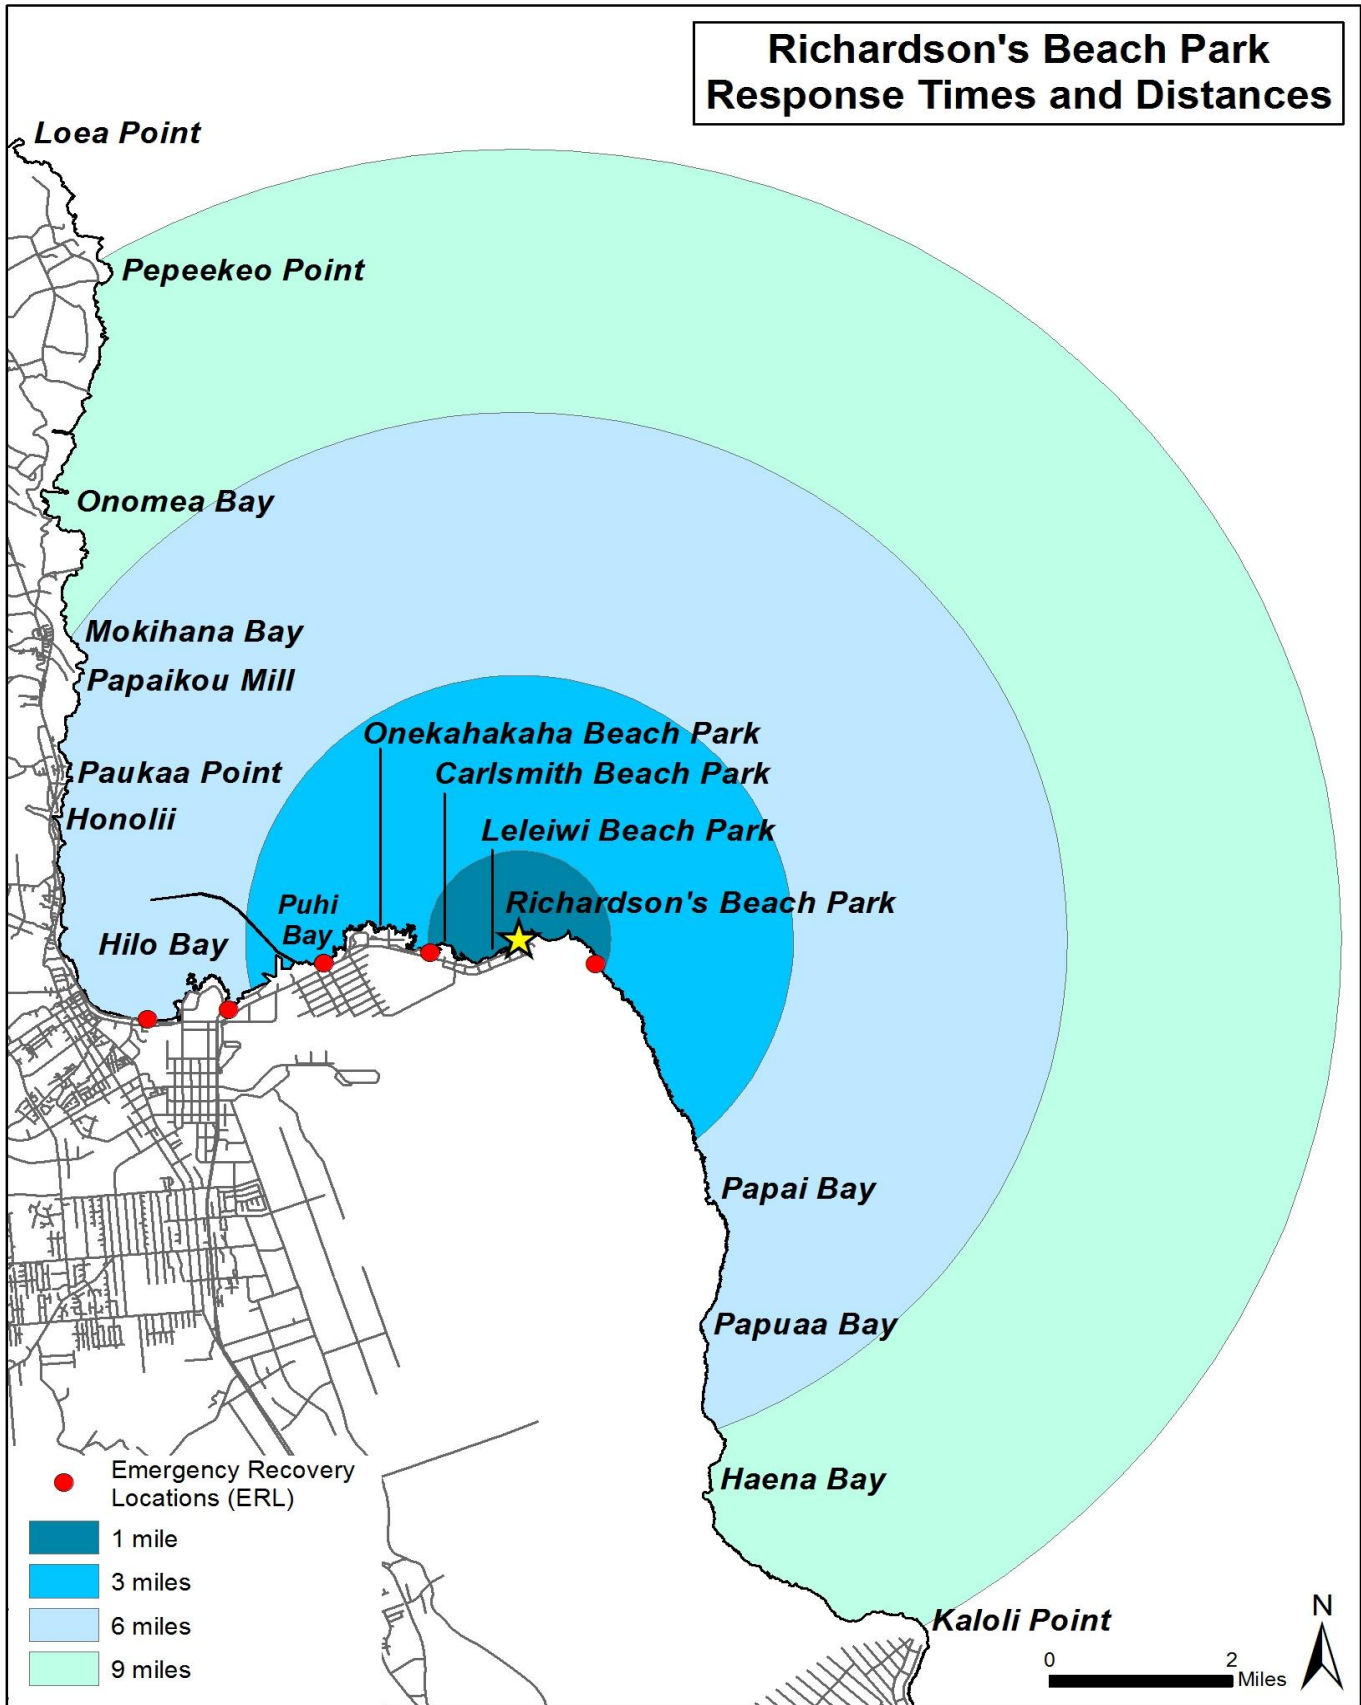 Richardson's Beach Park
Response Times and Distances
Loea Point
Pepeekeo Point
Onomea Bay
Mokihana Bay
Papaikou Mill
Onekahakaha Beach Park
Paukaa Point
Carlsmith Beach Park
Honolii
Leleiwi Beach Park
Puhi
Bay
Richardson's Beach Park
Hilo Bay
Papai Bay
Papuaa Bay
Haena Bay
Kaloli Point
Emergency Recovery
Locations (ERL)
1 mile
3 miles
6 miles
9 miles
0 2
Miles
N